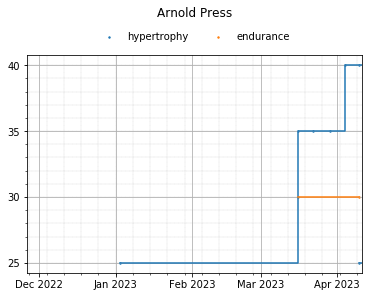 Arnold Press
hypertrophy endurance
40
35
30
25
Dec 2022 Jan 2023 Feb 2023 Mar 2023 Apr 2023